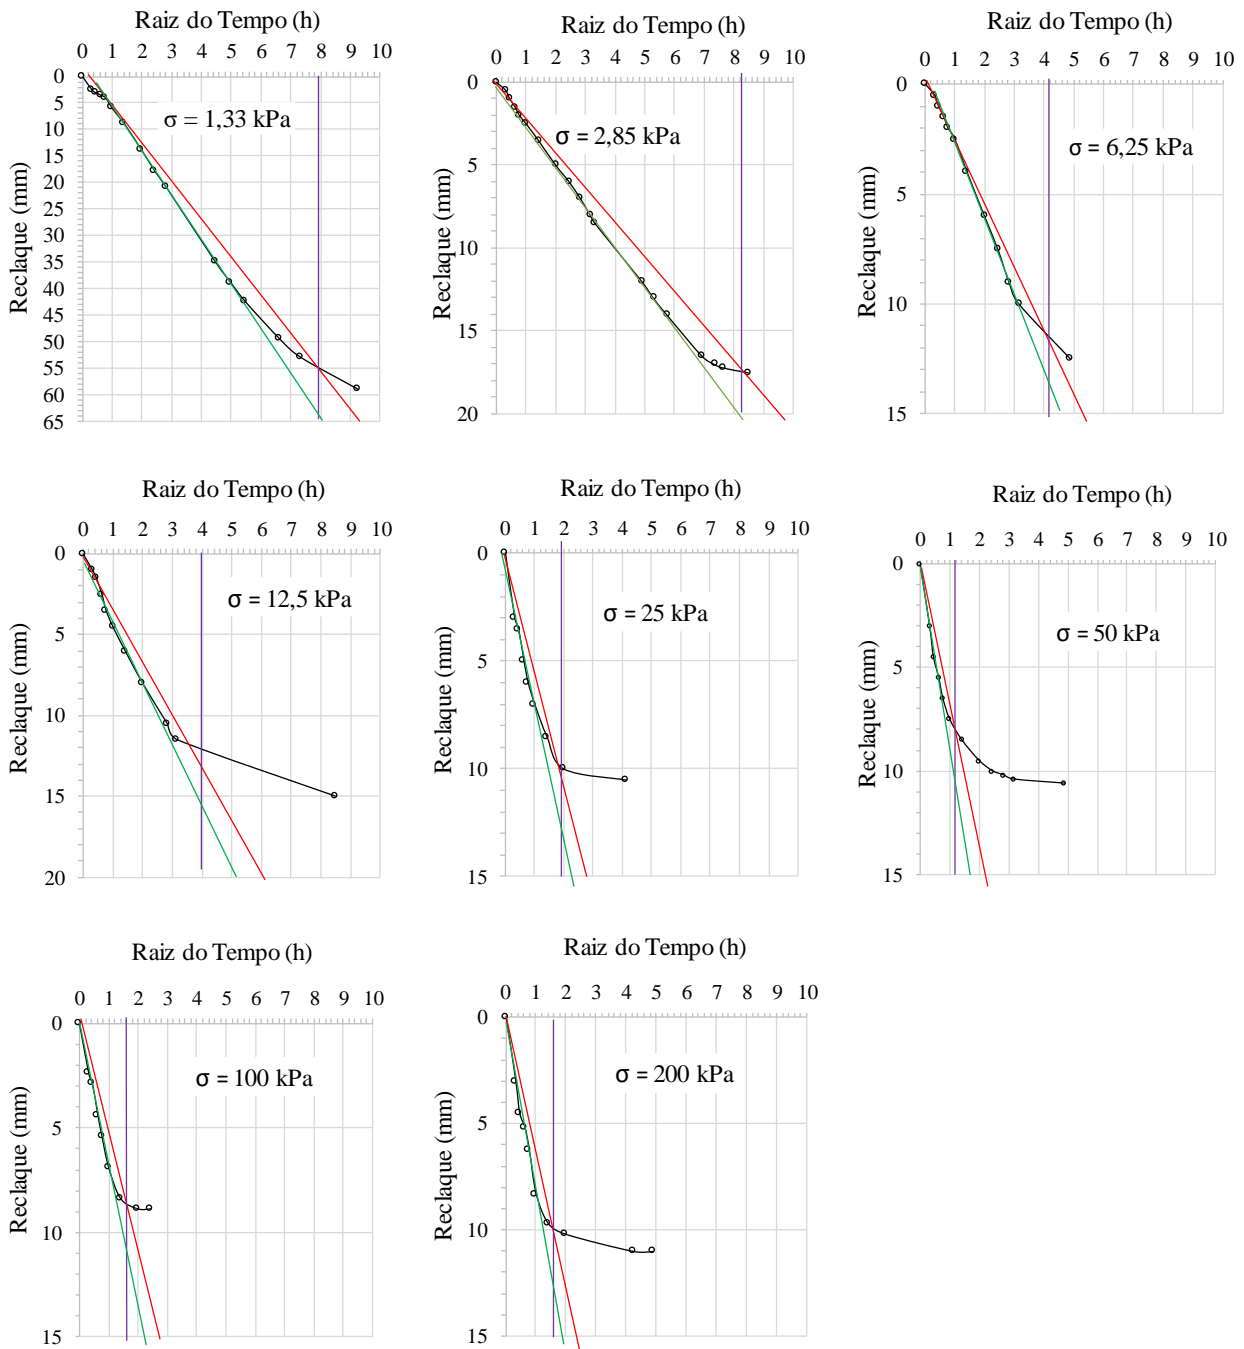 Raiz do Tempo (h)
0 1 2 3 4 5 6 7 8 9 10
0
5
10
15
20
25
30
35
40
45
50
55
60
65
Reclaque (mm)
σ = 1,33 kPa
Raiz do Tempo (h)
0 1 2 3 4 5 6 7 8 9 10
0
5
10
15
20
Reclaque (mm)
σ = 2,85 kPa
Raiz do Tempo (h)
0 1 2 3 4 5 6 7 8 9 10
0
5
10
15
Reclaque (mm)
σ = 6,25 kPa
Raiz do Tempo (h)
0 1 2 3 4 5 6 7 8 9 10
0
5
10
15
20
Reclaque (mm)
σ = 12,5 kPa
Raiz do Tempo (h)
0 1 2 3 4 5 6 7 8 9 10
0
5
10
15
Reclaque (mm)
σ = 25 kPa
Raiz do Tempo (h)
0 1 2 3 4 5 6 7 8 9 10
0
5
10
15
Reclaque (mm)
σ = 50 kPa
Raiz do Tempo (h)
0 1 2 3 4 5 6 7 8 9 10
0
5
10
15
Reclaque (mm)
σ = 100 kPa
Raiz do Tempo (h)
0 1 2 3 4 5 6 7 8 9 10
0
5
10
15
Reclaque (mm)
σ = 200 kPa